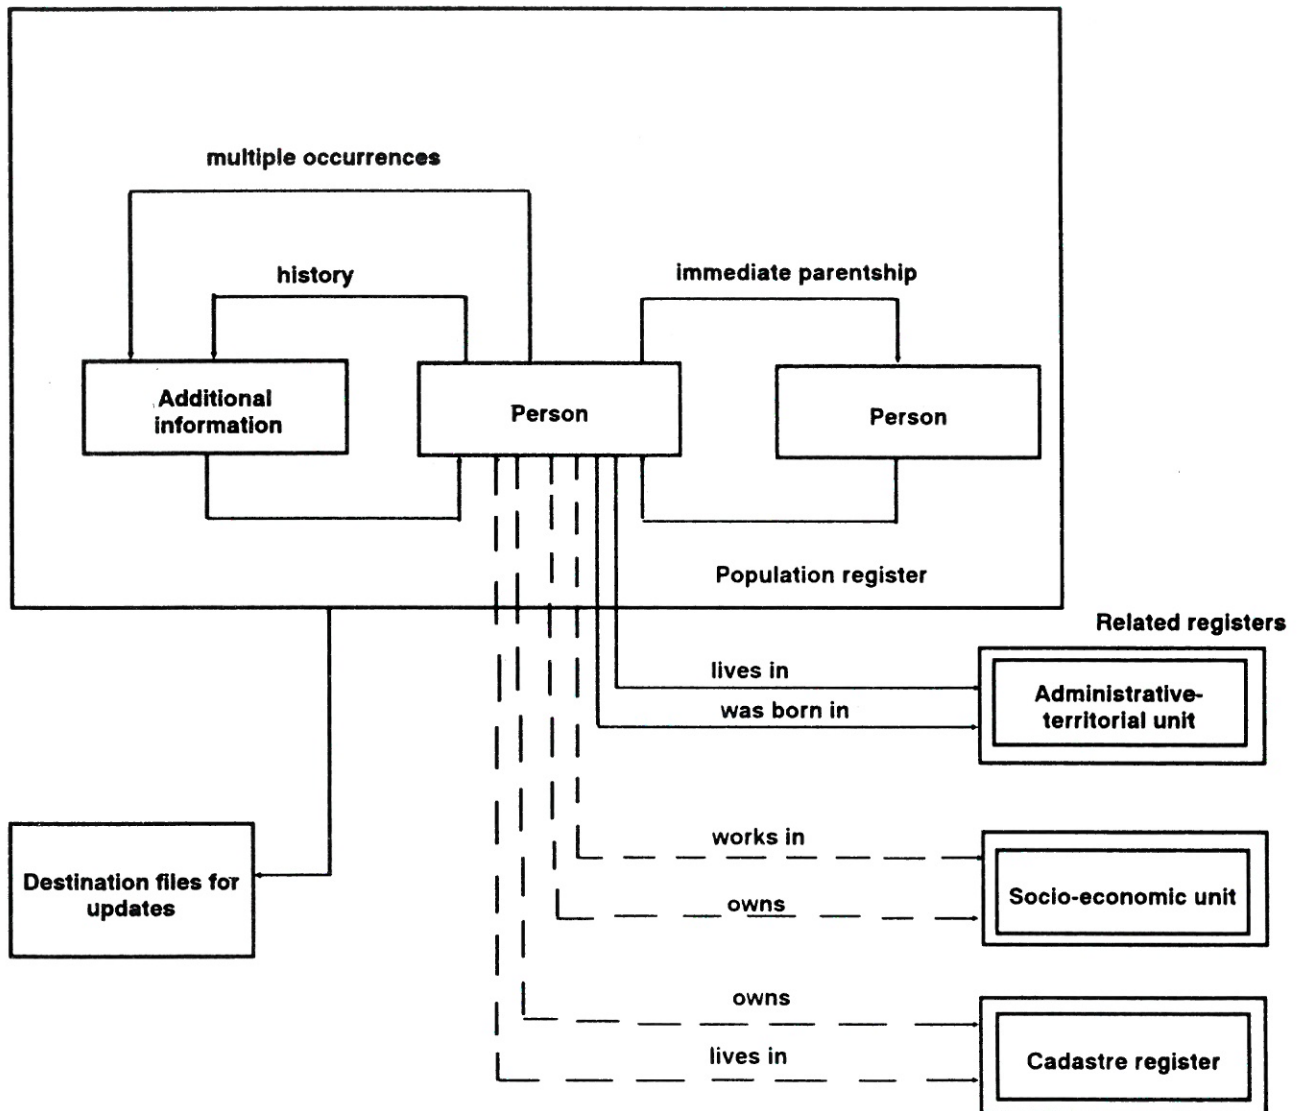 multiple occurrences
history
immediate parentship
Additional
information
Person
Person
Population register
Related registers
lives in
was born in
Administrative-
territorial unit
works in
owns
Socio-economic unit
Destination files for
updates
owns
lives in
Cadastre register